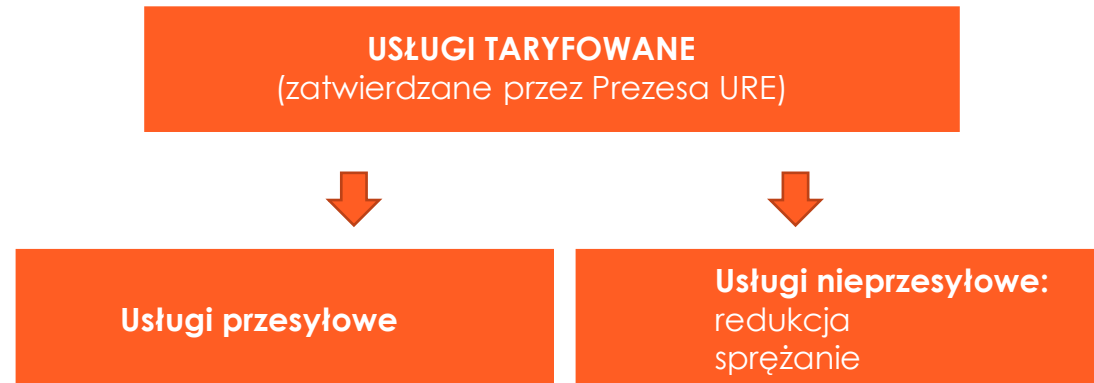 USŁUGI TARYFOWANE
(zatwierdzane przez Prezesa URE)
Usługi przesyłowe
Usługi nieprzesyłowe:
redukcja
sprężanie